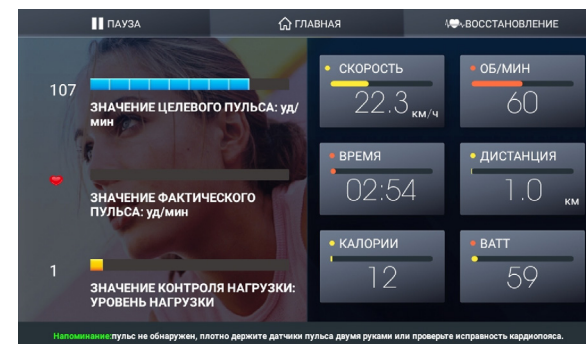 ПАУЗА
ГЛАВНАЯ
ВОССТАНОВЛЕНИЕ
107
ЗНАЧЕНИЕ ЦЕЛЕВОГО ПУЛЬСА: уд/
мин
ЗНАЧЕНИЕ ФАКТИЧЕСКОГО
ПУЛЬСА: уд/мин
1
ЗНАЧЕНИЕ КОНТРОЛЯ НАГРУЗКИ:
УРОВЕНЬ НАГРУЗКИ
СКОРОСТЬ
22.3 км/ч
ОБ/МИН
60
ВРЕМЯ
02:54
ДИСТАНЦИЯ
1.0 км
КАЛОРИИ
12
ВАТТ
59
Напоминание:пульс не обнаружен, плотно держите датчики пульса двумя руками или проверьте исправность кардиопояса.